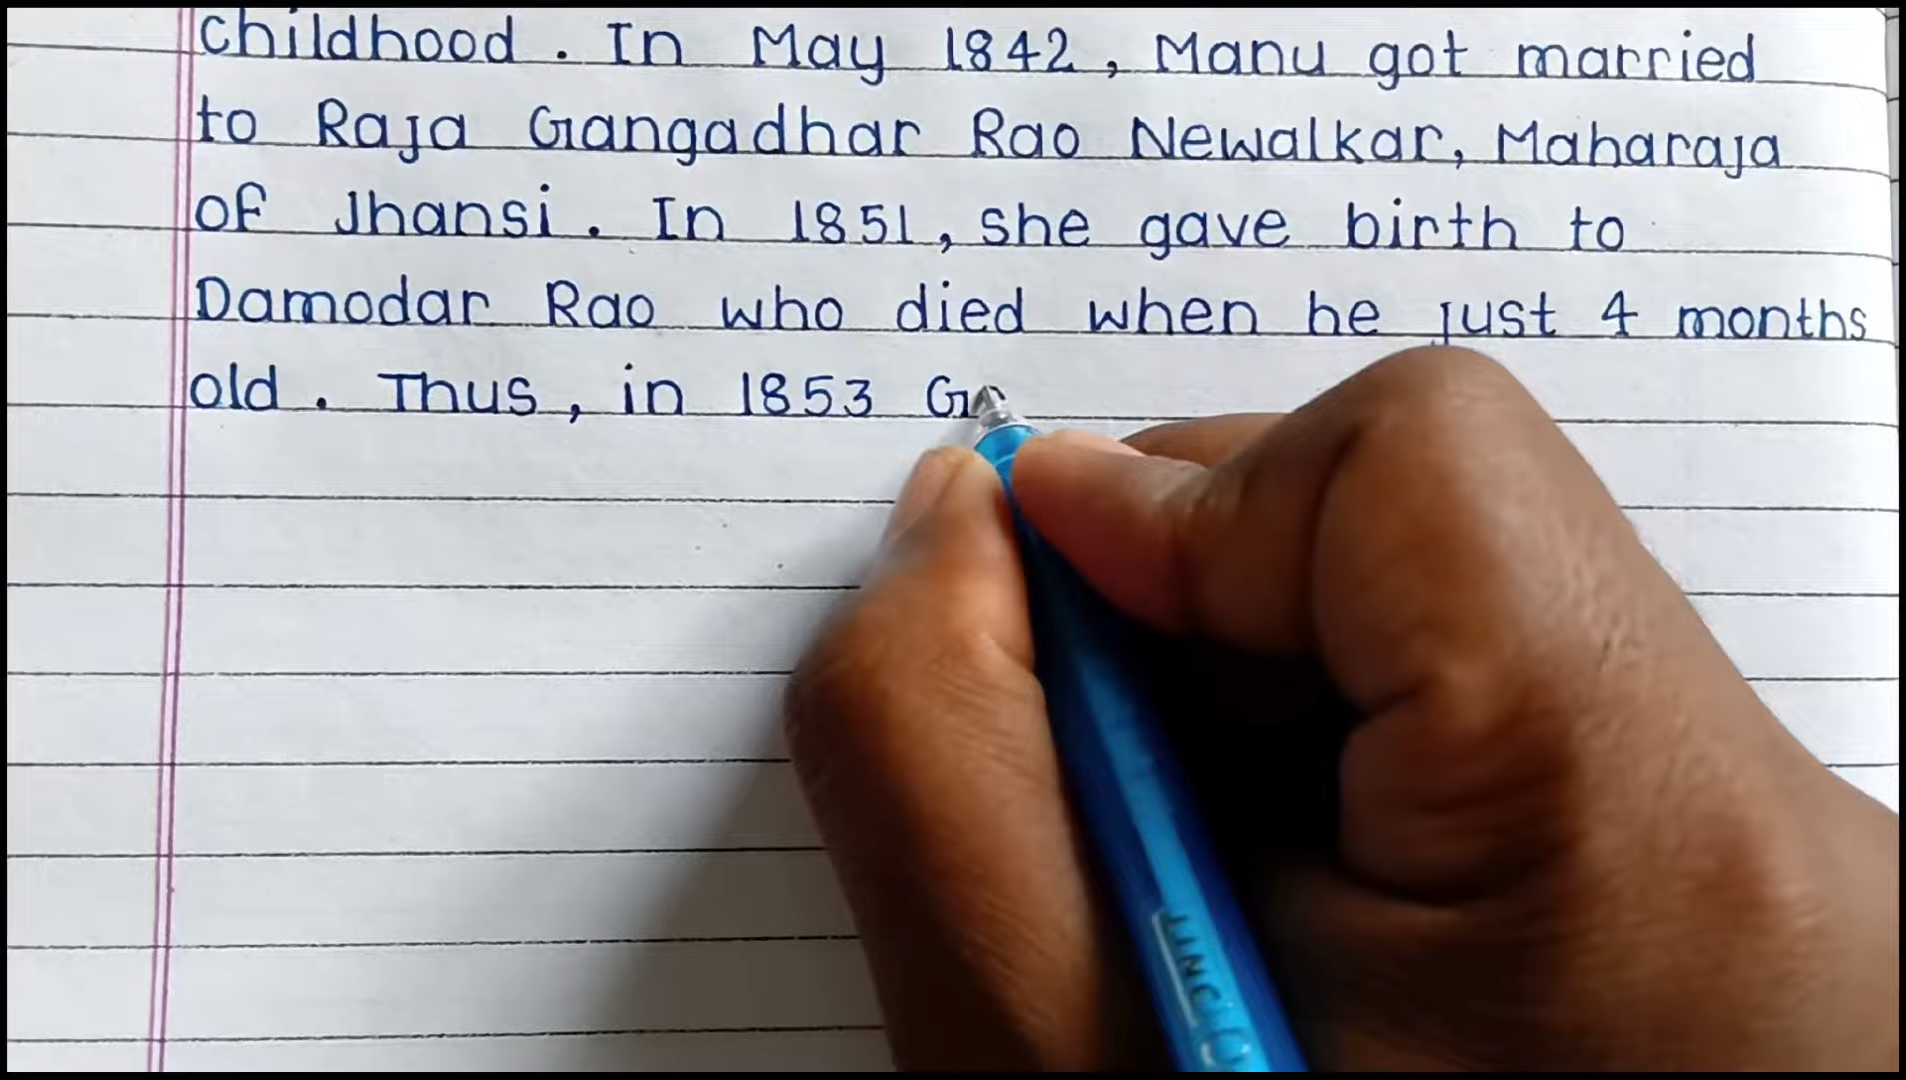 childhood. In May 1842, Manu got married
to Raja Gangadhar Rao Newalkar, Maharaja
of Jhansi. In 1851, she gave birth to
Damodar Rao who died when he just 4 months
old. Thus, in 1853 G
LINC